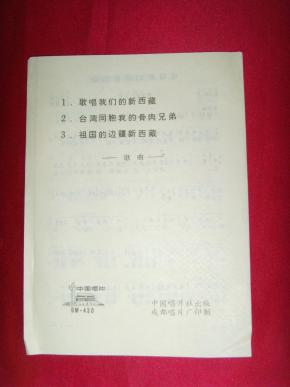 1．歌唱我们的新西藏
2．台湾同胞我的骨肉兄弟
3．祖国的边疆新西藏
——歌曲——
中国唱片
BM-430
中国唱片社出版
成都唱片厂印制